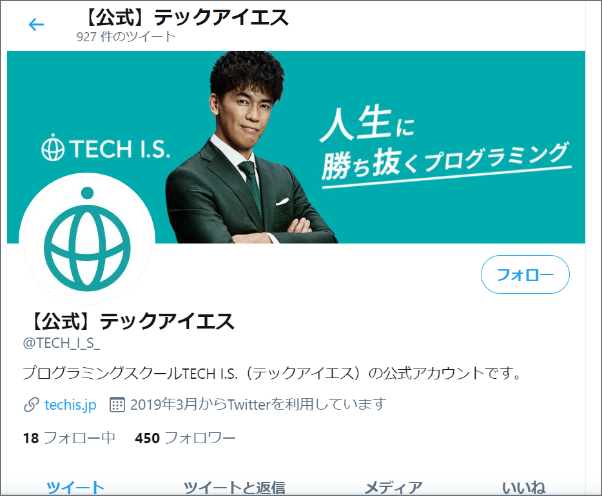 【公式】テックアイエス
927 件のツイート
TECH I.S.
人生に
勝ち抜くプログラミング
フォロー
【公式】テックアイエス
@TECH_I_S_
プログラミングスクールTECH I.S.（テックアイエス）の公式アカウントです。
techis.jp 2019年3月からTwitterを利用しています
18 フォロー中 450 フォロワー
ツイート ツイートと返信 メディア いいね